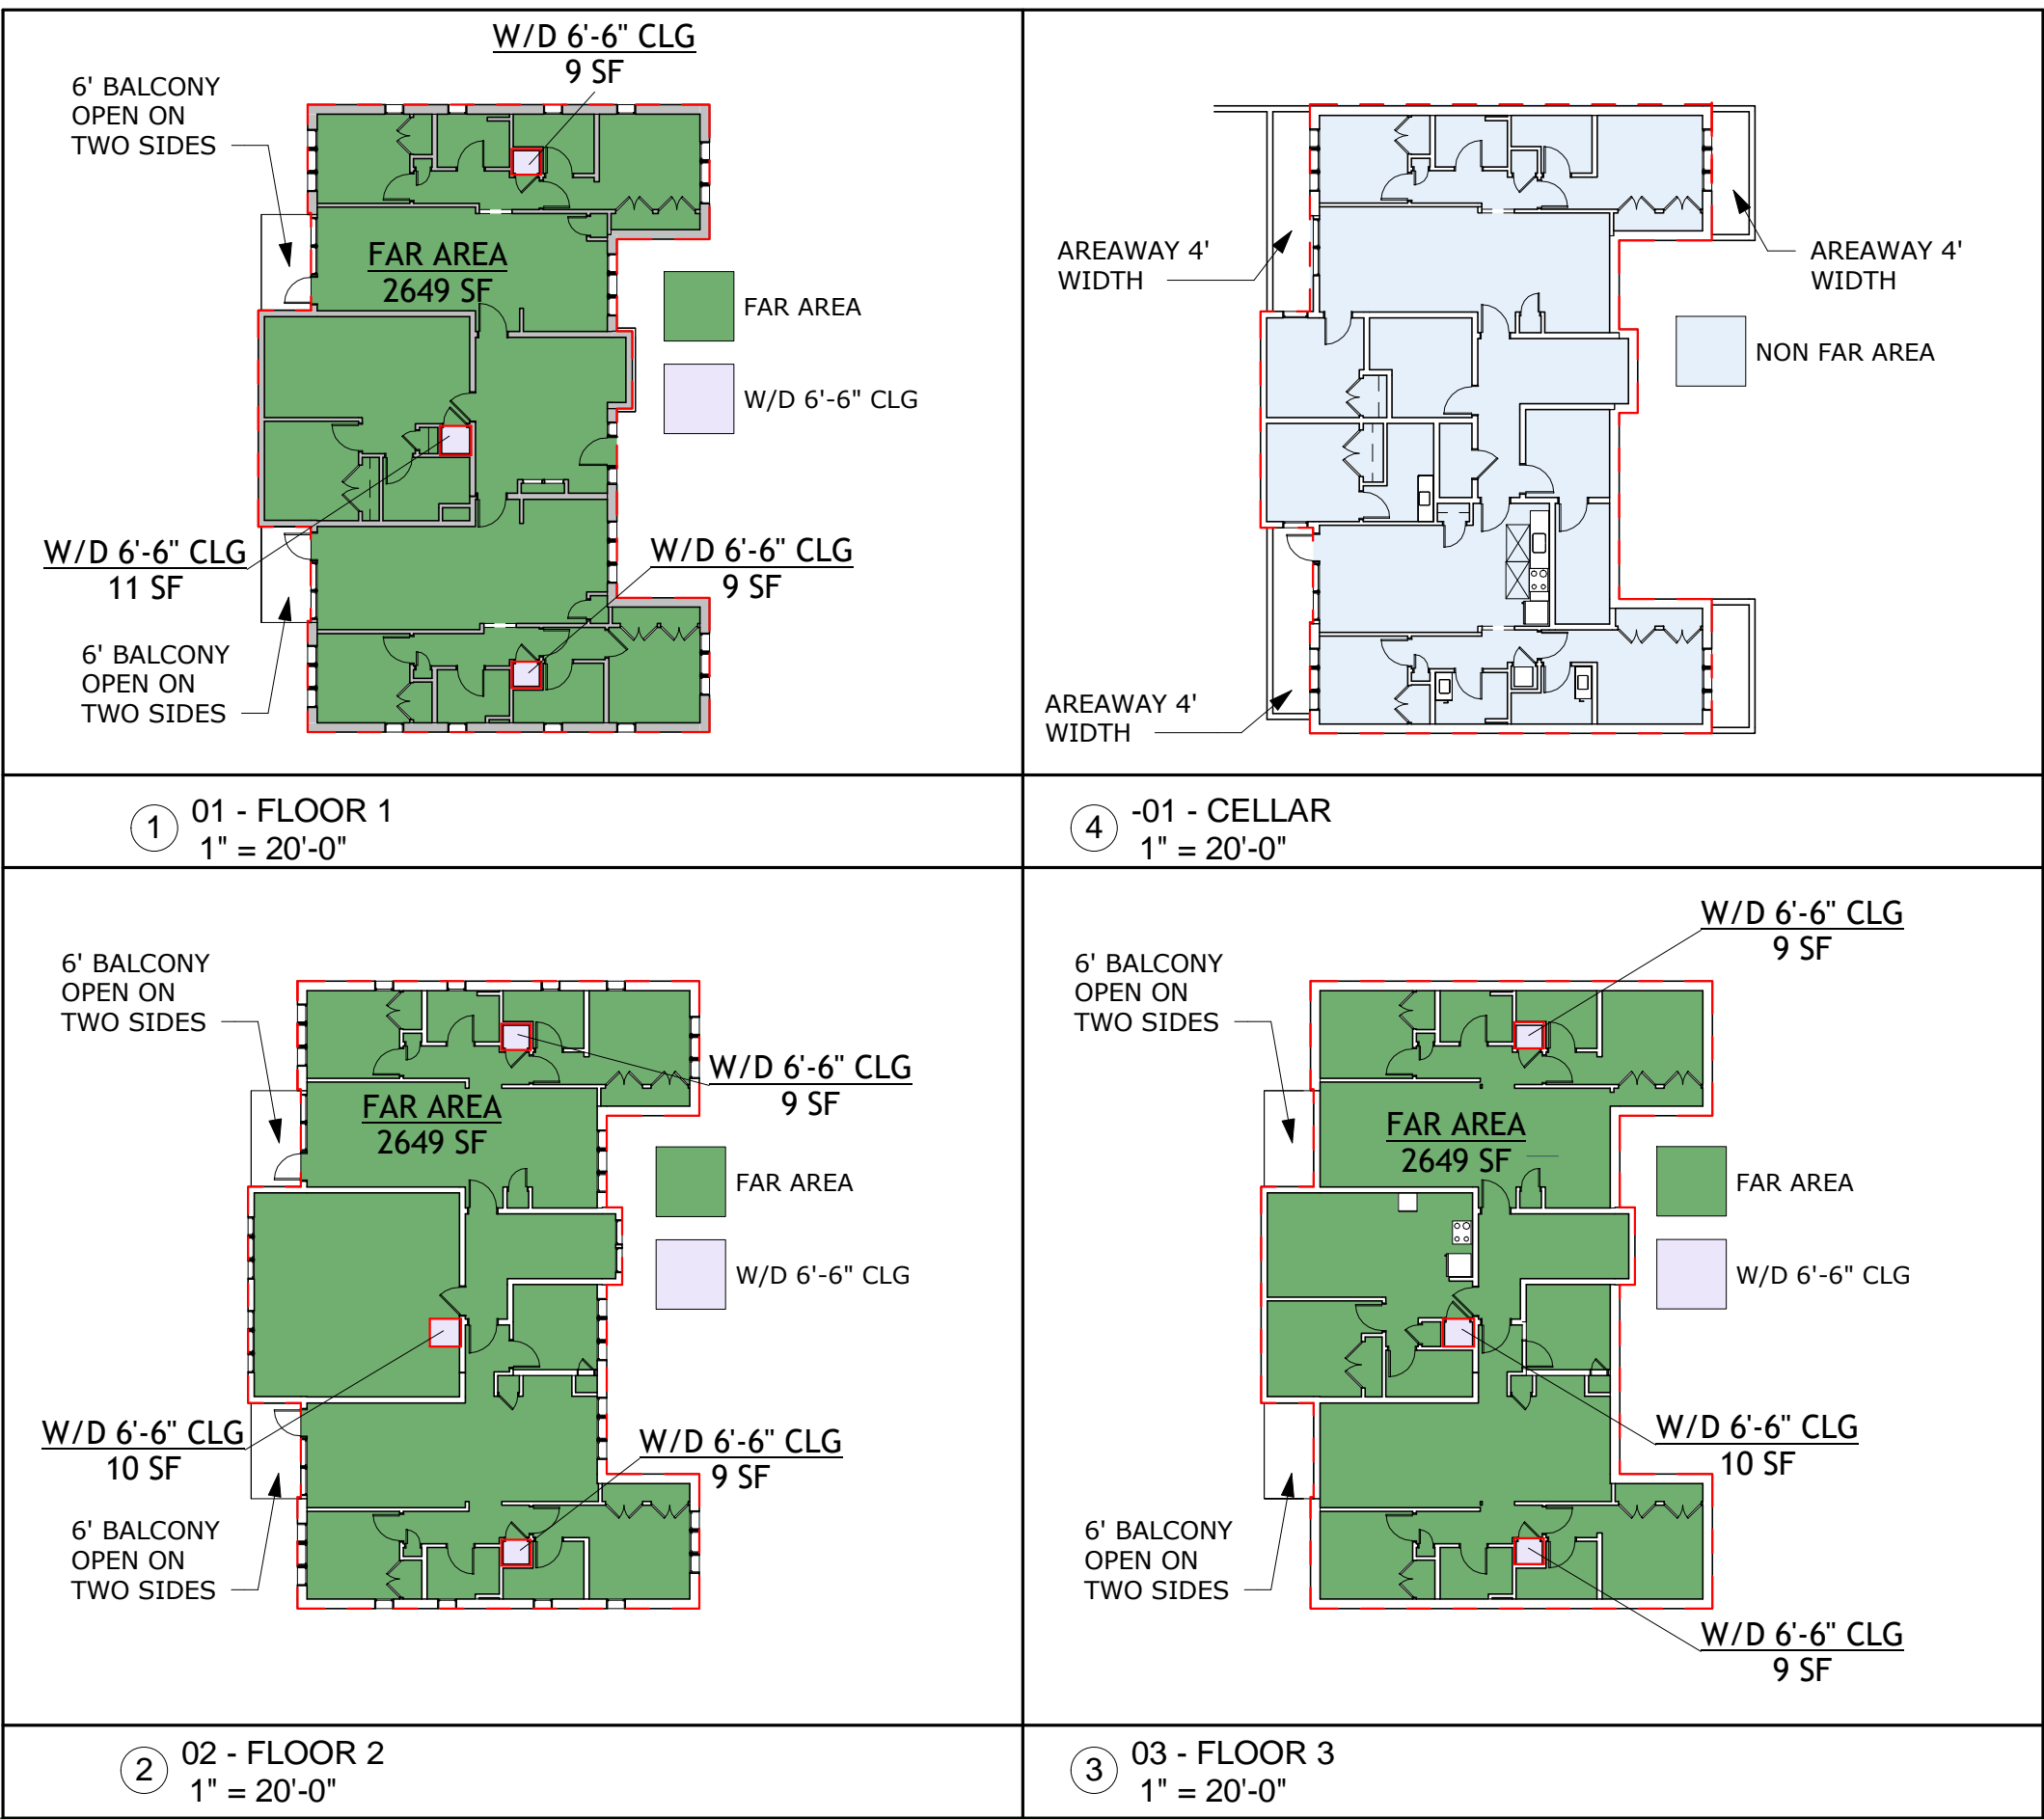 W/D 6'-6" CLG
9 SF
6' BALCONY
OPEN ON
TWO SIDES
FAR AREA
2649 SF
FAR AREA
W/D 6'-6" CLG
W/D 6'-6" CLG
11 SF
W/D 6'-6" CLG
9 SF
6' BALCONY
OPEN ON
TWO SIDES
1
01 - FLOOR 1
1" = 20'-0"
AREAWAY 4'
WIDTH
AREAWAY 4'
WIDTH
NON FAR AREA
AREAWAY 4'
WIDTH
4
-01 - CELLAR
1" = 20'-0"
6' BALCONY
OPEN ON
TWO SIDES
W/D 6'-6" CLG
9 SF
FAR AREA
2649 SF
FAR AREA
W/D 6'-6" CLG
W/D 6'-6" CLG
10 SF
W/D 6'-6" CLG
9 SF
6' BALCONY
OPEN ON
TWO SIDES
2
02 - FLOOR 2
1" = 20'-0"
W/D 6'-6" CLG
9 SF
6' BALCONY
OPEN ON
TWO SIDES
FAR AREA
2649 SF
FAR AREA
W/D 6'-6" CLG
W/D 6'-6" CLG
10 SF
6' BALCONY
OPEN ON
TWO SIDES
W/D 6'-6" CLG
9 SF
3
03 - FLOOR 3
1" = 20'-0"